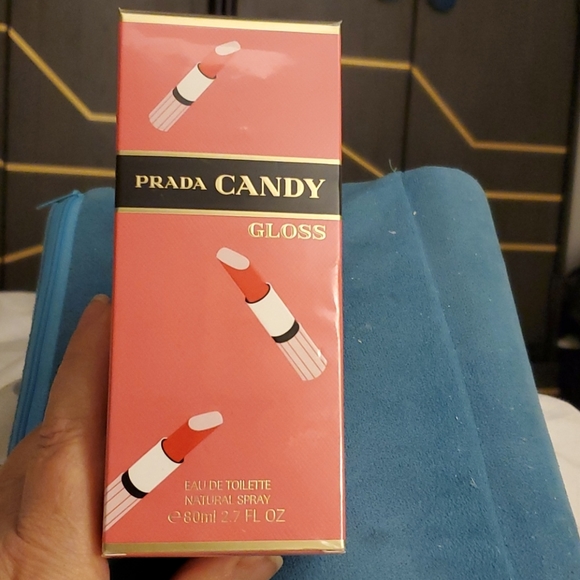 PRADA CANDY
GLOSS
EAU DE TOILETTE
NATURAL SPRAY
℮80ml 2.7 FL OZ